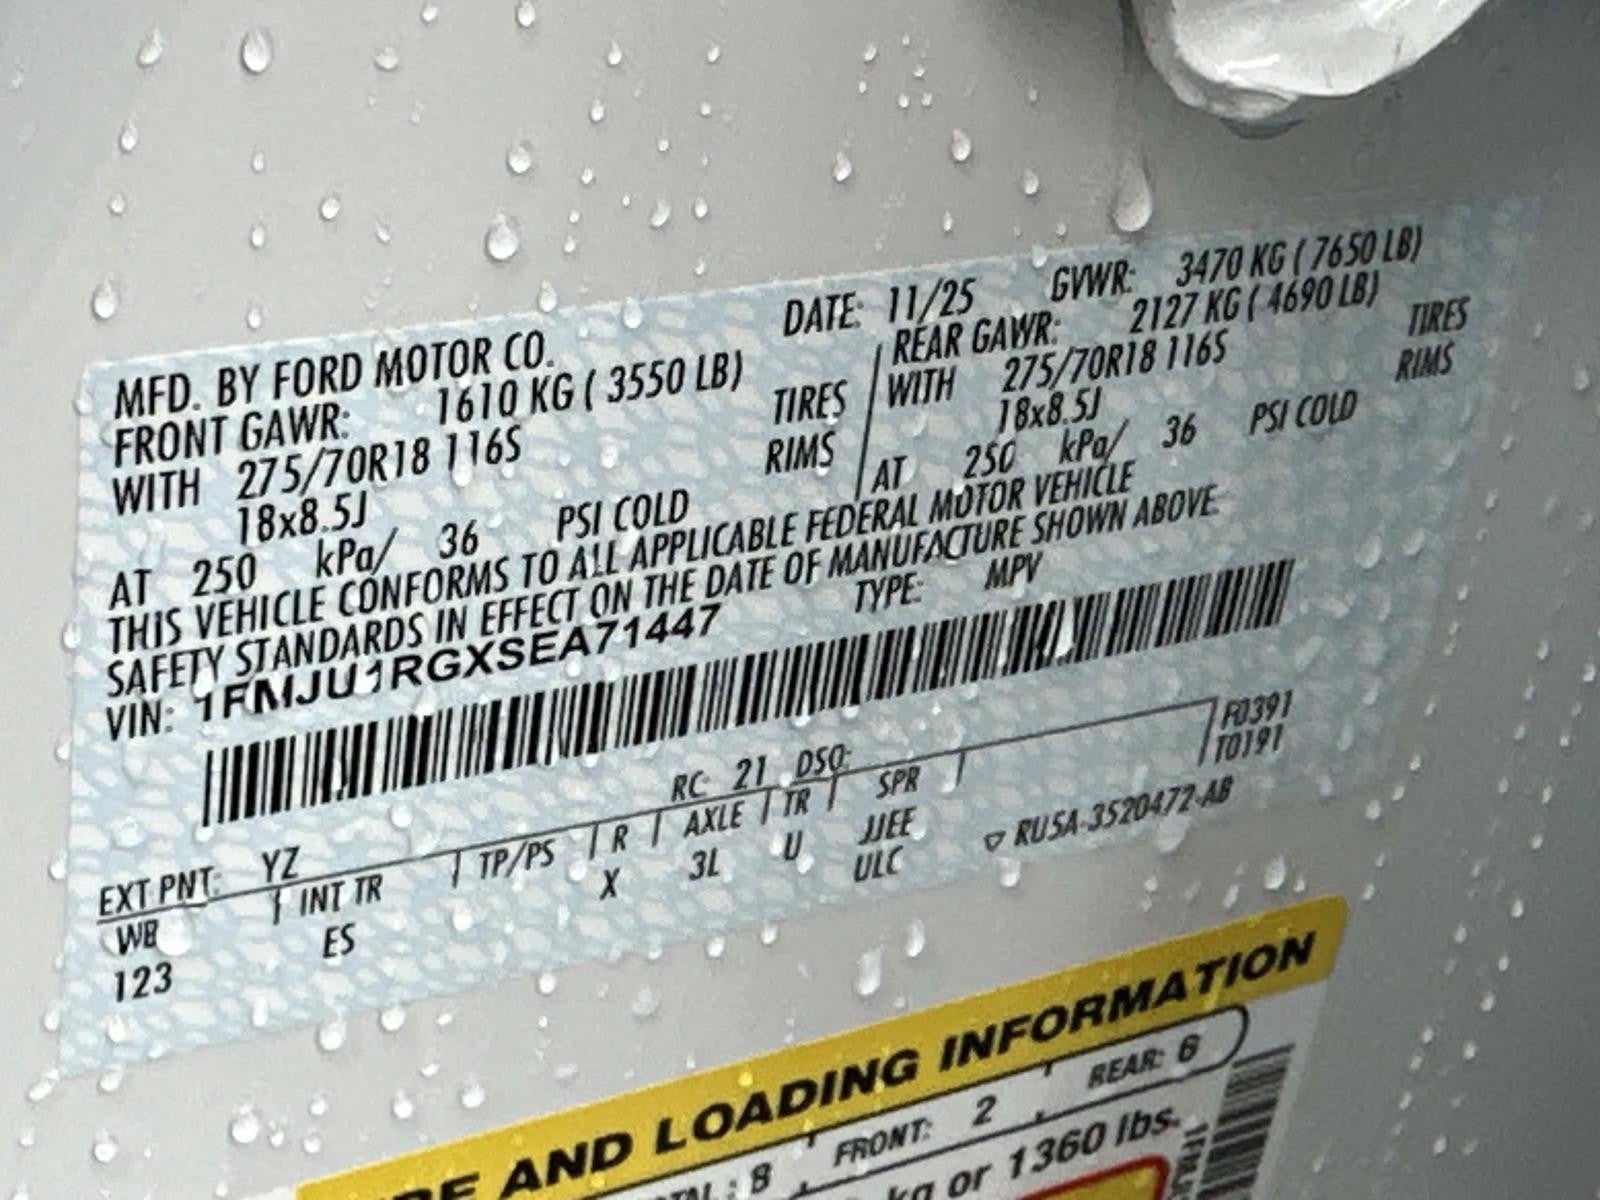 MFD. BY FORD MOTOR CO.
DATE: 11/25 GVWR: 3470 KG ( 7650 LB)
FRONT GAWR: 1610 KG ( 3550 LB)
WITH 275/70R18 116S TIRES
18x8.5J RIMS
AT 250 kPa/ 36 PSI COLD
REAR GAWR: 2127 KG ( 4690 LB)
WITH 275/70R18 116S TIRES
18x8.5J RIMS
AT 250 kPa/ 36 PSI COLD
THIS VEHICLE CONFORMS TO ALL APPLICABLE FEDERAL MOTOR VEHICLE
SAFETY STANDARDS IN EFFECT ON THE DATE OF MANUFACTURE SHOWN ABOVE.
VIN: 1FMJU1RGXSEA71447 TYPE: MPV
F0391
T0191
EXT PNT: YZ RC: 21 DSO:
WB INT TR TP/PS R AXLE TR SPR
123 ES X 3L U JJEE
ULC
▽ RU5A-3520472-AB
AND LOADING INFORMATION
: 8 FRONT: 2 REAR: 6
kg or 1360 lbs.